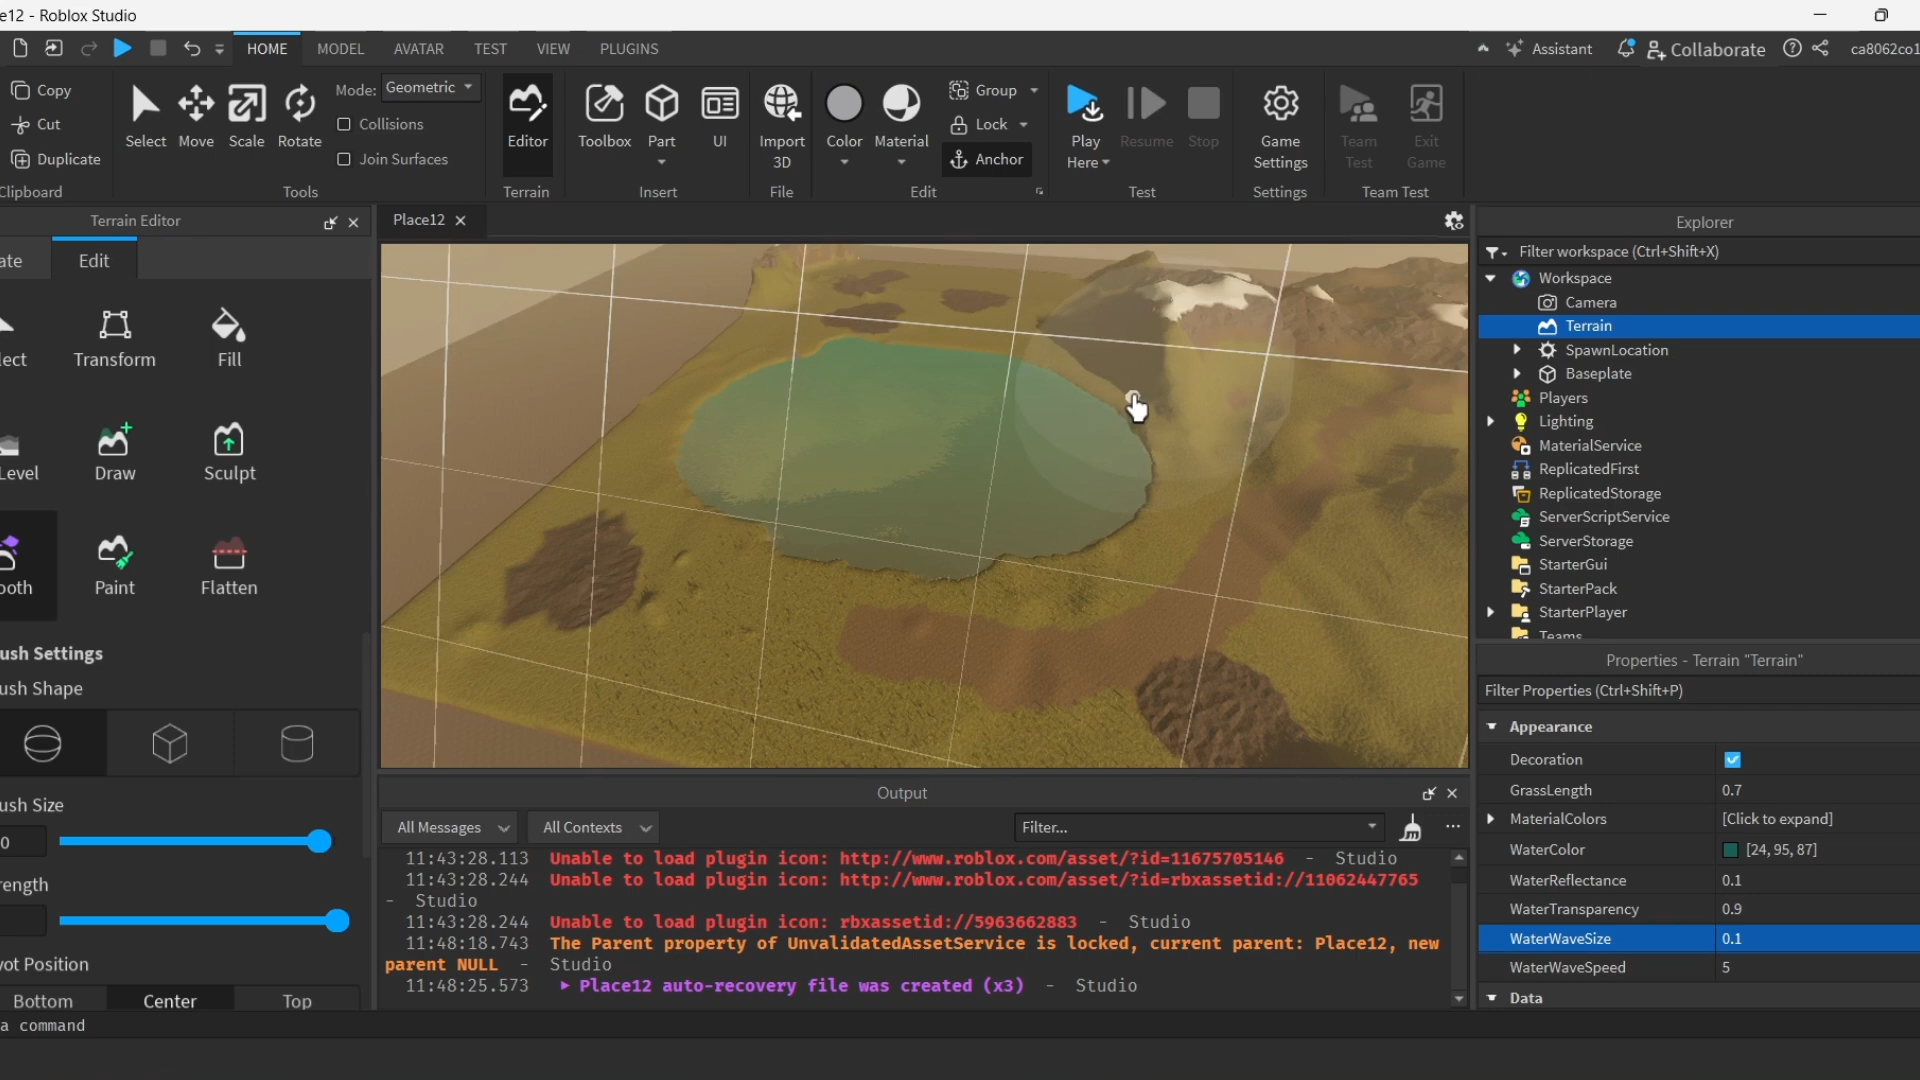 e12 - Roblox Studio
HOME MODEL AVATAR TEST VIEW PLUGINS Assistant Collaborate ca8062co1
Copy
Cut
Duplicate
Clipboard
Select Move Scale Rotate
Mode: Geometric
Collisions
Join Surfaces
Tools
Editor
Terrain
Toolbox Part UI
Insert
Import
3D
File
Color Material
Group
Lock
Anchor
Edit
Play
Here
Resume Stop
Test
Game
Settings
Settings
Team
Test
Exit
Game
Team Test
Terrain Editor
ate Edit
lect Transform Fill
Level Draw Sculpt
ooth Paint Flatten
ush Settings
ush Shape
ush Size
0
rength
vot Position
Bottom Center Top
a command
Place12
Output
All Messages All Contexts Filter...
11:43:28.113 Unable to load plugin icon: http://www.roblox.com/asset/?id=11675705146 - Studio
11:43:28.244 Unable to load plugin icon: http://www.roblox.com/asset/?id=rbxassetid://11062447765
- Studio
11:43:28.244 Unable to load plugin icon: rbxassetid://5963662883 - Studio
11:48:18.743 The Parent property of UnvalidatedAssetService is locked, current parent: Place12, new
parent NULL - Studio
11:48:25.573 Place12 auto-recovery file was created (x3) - Studio
Explorer
Filter workspace (Ctrl+Shift+X)
Workspace
Camera
Terrain
SpawnLocation
Baseplate
Players
Lighting
MaterialService
ReplicatedFirst
ReplicatedStorage
ServerScriptService
ServerStorage
StarterGui
StarterPack
StarterPlayer
Teams
Properties - Terrain "Terrain"
Filter Properties (Ctrl+Shift+P)
Appearance
Decoration
GrassLength 0.7
MaterialColors [Click to expand]
WaterColor [24, 95, 87]
WaterReflectance 0.1
WaterTransparency 0.9
WaterWaveSize 0.1
WaterWaveSpeed 5
Data